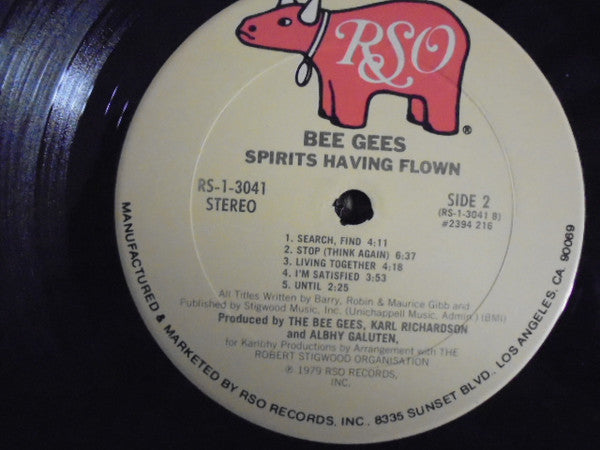 RSO
®
BEE GEES
SPIRITS HAVING FLOWN
RS-1-3041
STEREO
SIDE 2
(RS-1-3041 B)
#2394 216
1. SEARCH, FIND 4:11
2. STOP (THINK AGAIN) 6:37
3. LIVING TOGETHER 4:18
4. I'M SATISFIED 3:53
5. UNTIL 2:25
All Titles Written by Barry, Robin & Maurice Gibb and
Published by Stigwood Music, Inc. (Unichappell Music, Admin.) (BMI)
Produced by THE BEE GEES, KARL RICHARDSON
and ALBHY GALUTEN,
for Karlbhy Productions by Arrangement with THE
ROBERT STIGWOOD ORGANISATION
℗ 1979 RSO RECORDS,
INC.
MANUFACTURED & MARKETED BY RSO RECORDS, INC. 8335 SUNSET BLVD., LOS ANGELES, CA 90069